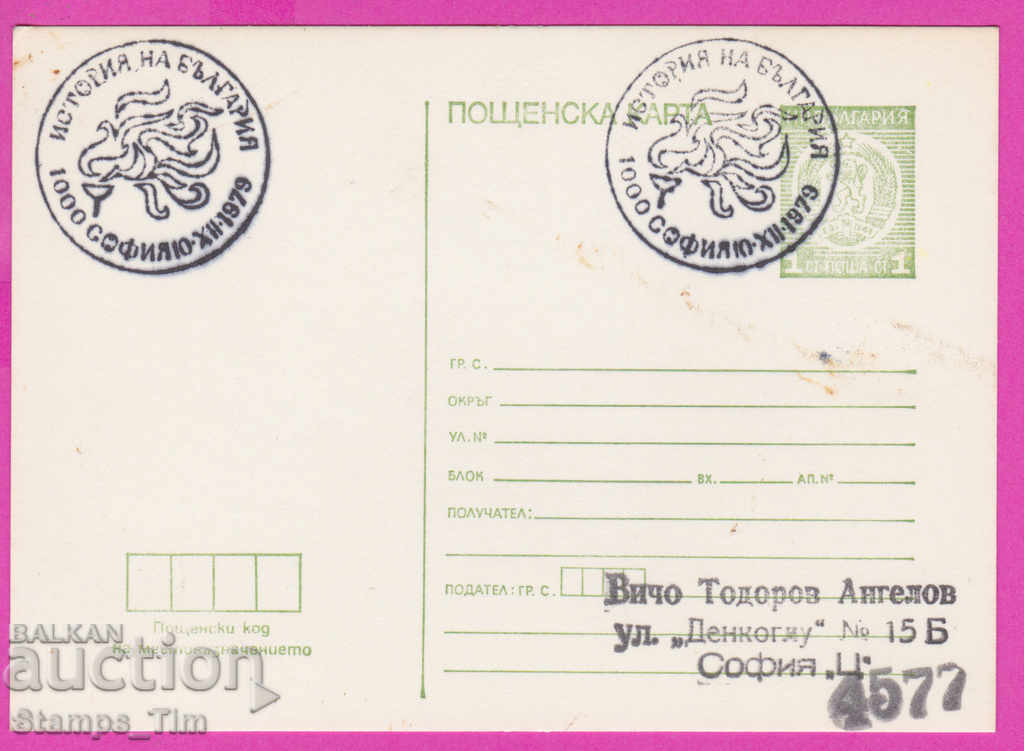 ИСТОРИЯ НА БЪЛГАРИЯ
1000 СОФИЯ 10·XII·1979
ИСТОРИЯ НА БЪЛГАРИЯ
1000 СОФИЯ 10·XII·1979
ПОЩЕНСКА КАРТА
БЪЛГАРИЯ
1 СТ·ПОЩА·СТ 1
ГР. С.
ОКРЪГ
УЛ. №
БЛОК ВХ. АП. №
ПОЛУЧАТЕЛ:
ПОДАТЕЛ: ГР. С.
Вичо Тодоров Ангелов
ул. „Денкоглу" № 15 Б
София „Ц"
4577
Пощенски код
на местоназначението
BALKAN
auction
Stamps_Tim